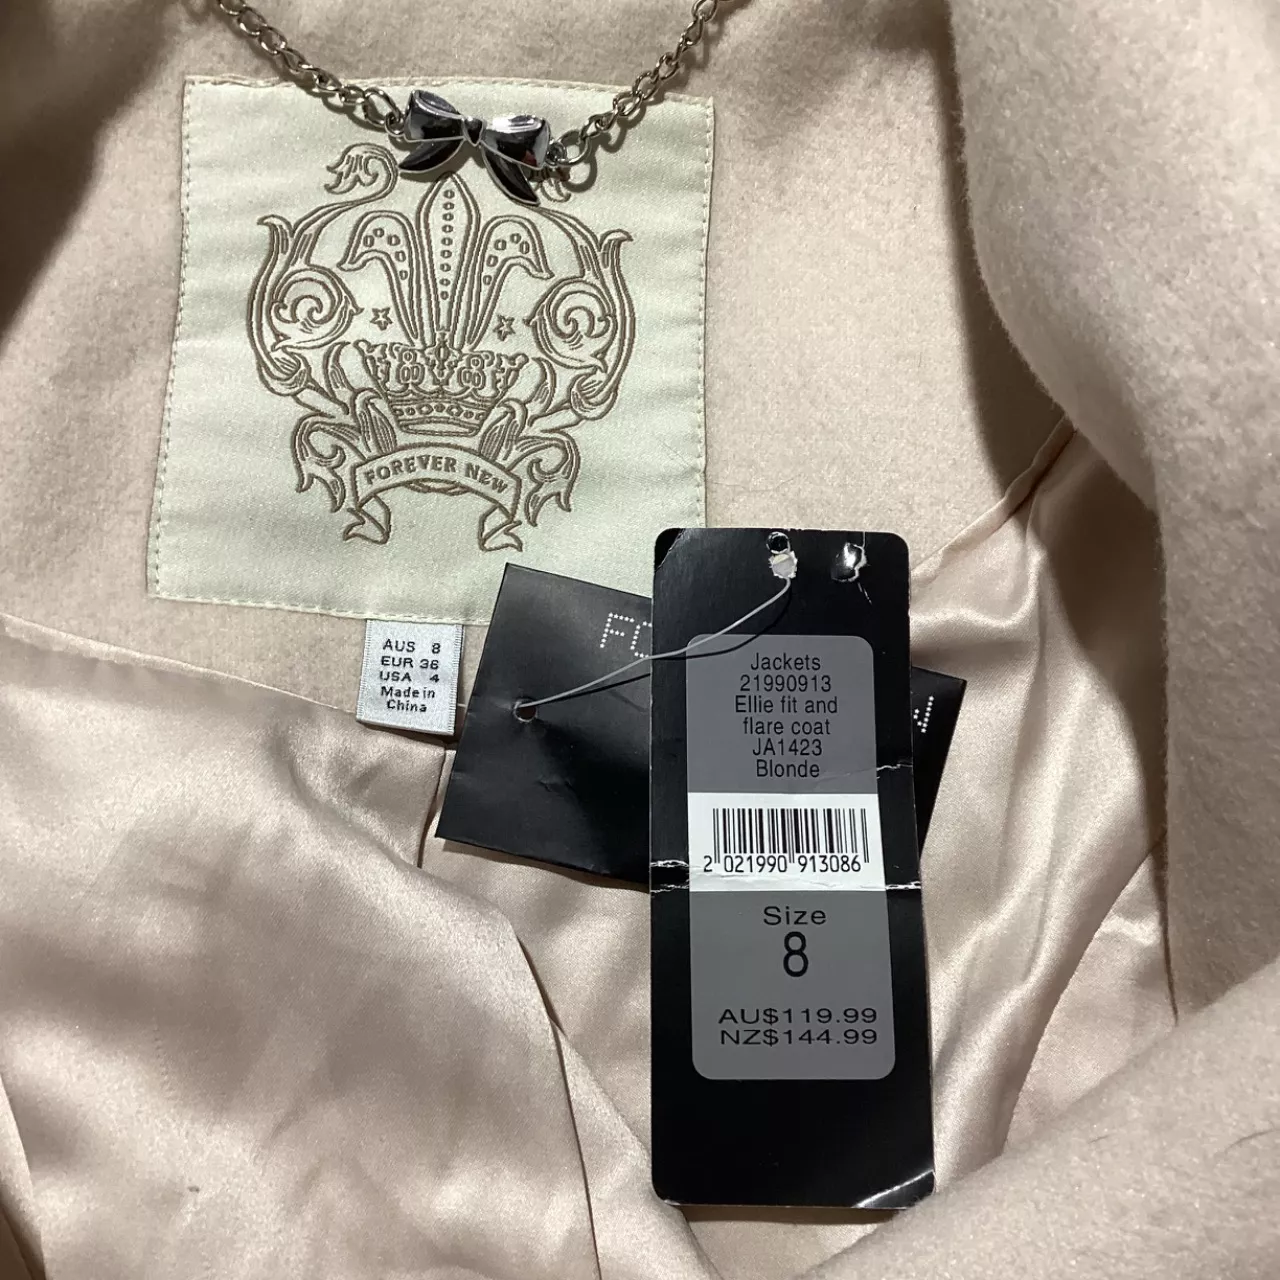 FOREVER NEW
AUS 8
EUR 36
USA 4
Made in
China
Jackets
21990913
Ellie fit and
flare coat
JA1423
Blonde
2 021990 913086
Size
8
AU$119.99
NZ$144.99